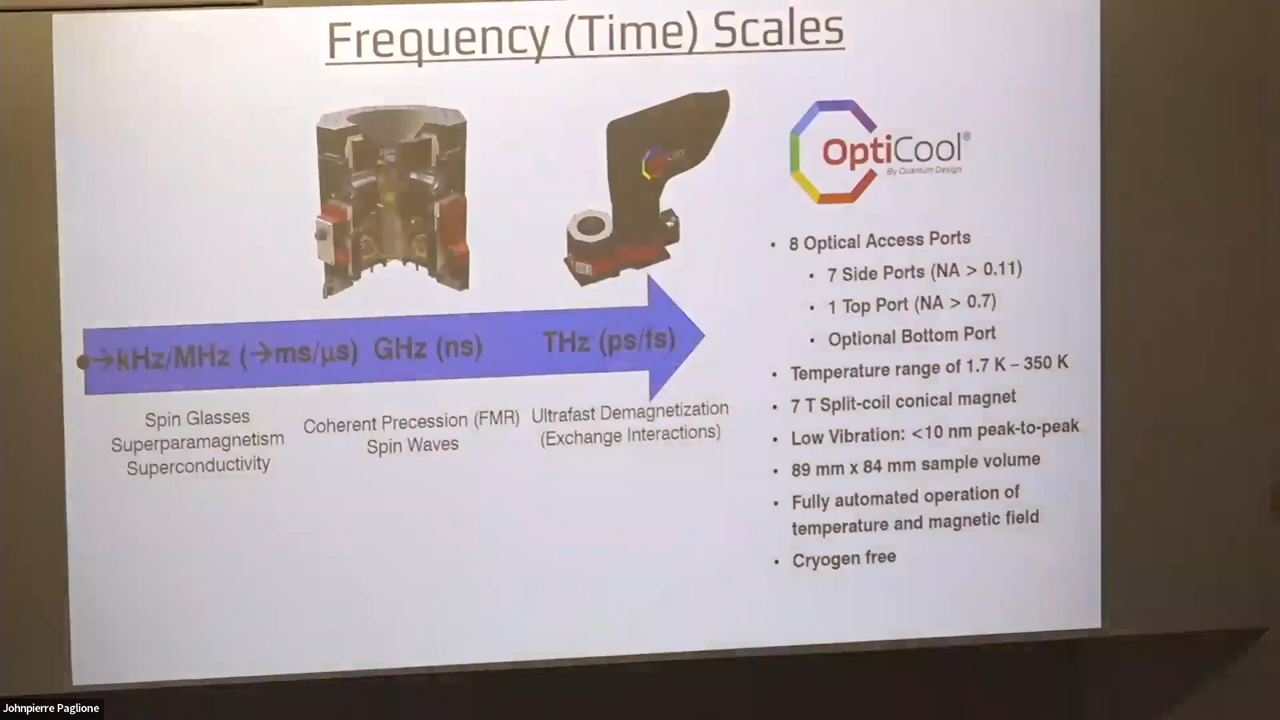 Frequency (Time) Scales
OptiCool®
By Quantum Design
8 Optical Access Ports
7 Side Ports (NA > 0.11)
1 Top Port (NA > 0.7)
Optional Bottom Port
Temperature range of 1.7 K – 350 K
7 T Split-coil conical magnet
Low Vibration: <10 nm peak-to-peak
89 mm x 84 mm sample volume
Fully automated operation of
temperature and magnetic field
Cryogen free
→kHz/MHz (→ms/μs) GHz (ns) THz (ps/fs)
Spin Glasses
Superparamagnetism
Superconductivity
Coherent Precession (FMR)
Spin Waves
Ultrafast Demagnetization
(Exchange Interactions)
Johnpierre Paglione